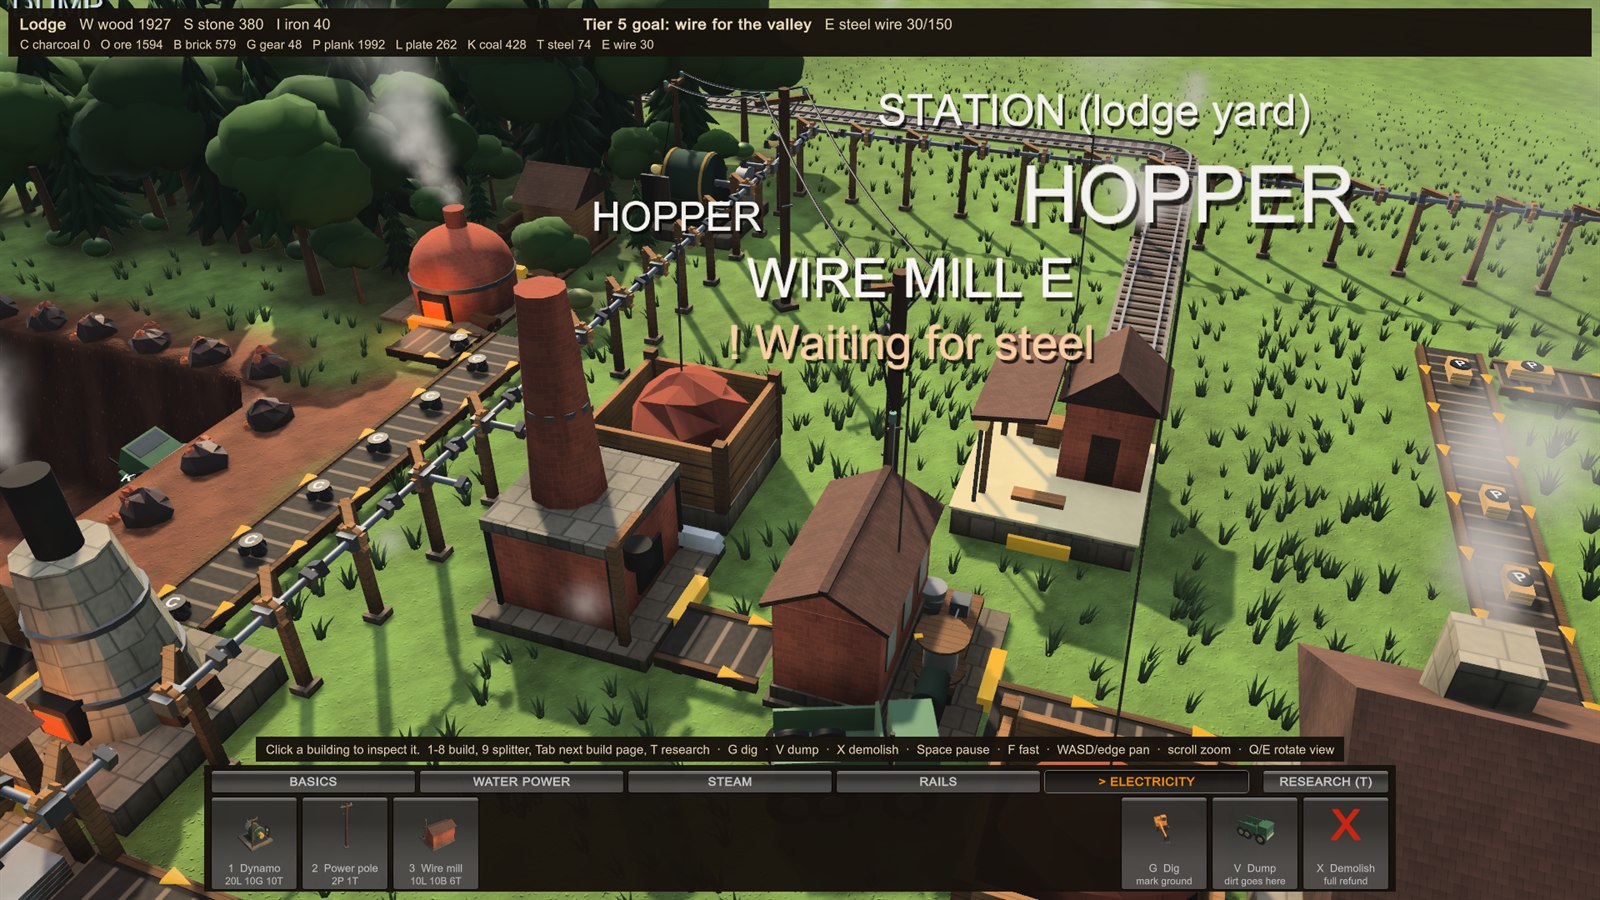 Lodge W wood 1927 S stone 380 I iron 40
Tier 5 goal: wire for the valley E steel wire 30/150
C charcoal 0 O ore 1594 B brick 579 G gear 48 P plank 1992 L plate 262 K coal 428 T steel 74 E wire 30
STATION (lodge yard)
HOPPER
HOPPER
WIRE MILL E
! Waiting for steel
P
P
C
C
C
K
C
C
P
P
Click a building to inspect it. 1-8 build, 9 splitter, Tab next build page, T research · G dig · V dump · X demolish · Space pause · F fast · WASD/edge pan · scroll zoom · Q/E rotate view
BASICS
WATER POWER
STEAM
RAILS
> ELECTRICITY
RESEARCH (T)
1 Dynamo
20L 10G 10T
2 Power pole
2P 1T
3 Wire mill
10L 10B 6T
G Dig
mark ground
V Dump
dirt goes here
X Demolish
full refund